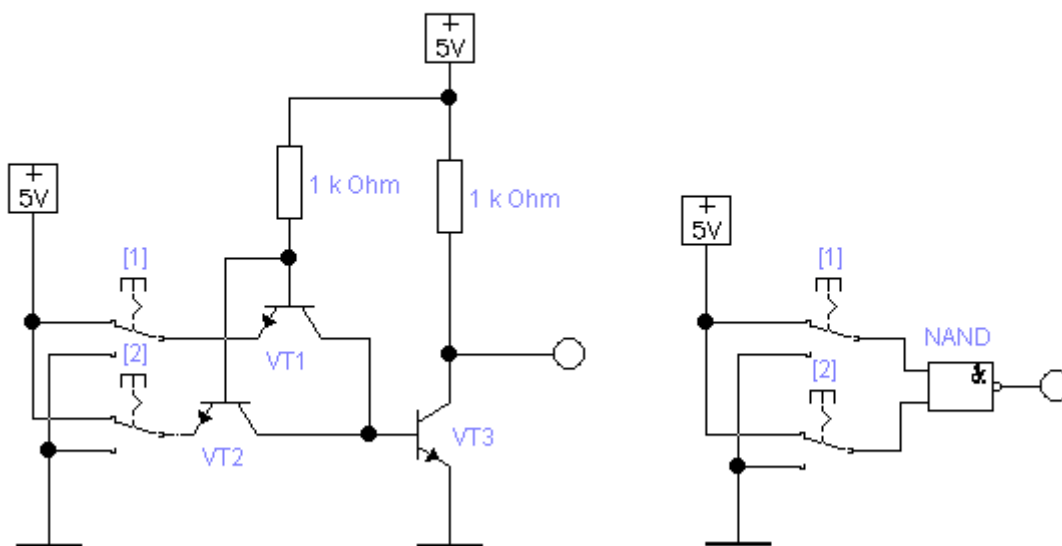 +
5V
1 k Ohm
1 k Ohm
+
5V
[1]
VT1
[2]
VT2
VT3
+
5V
[1]
NAND
&
[2]